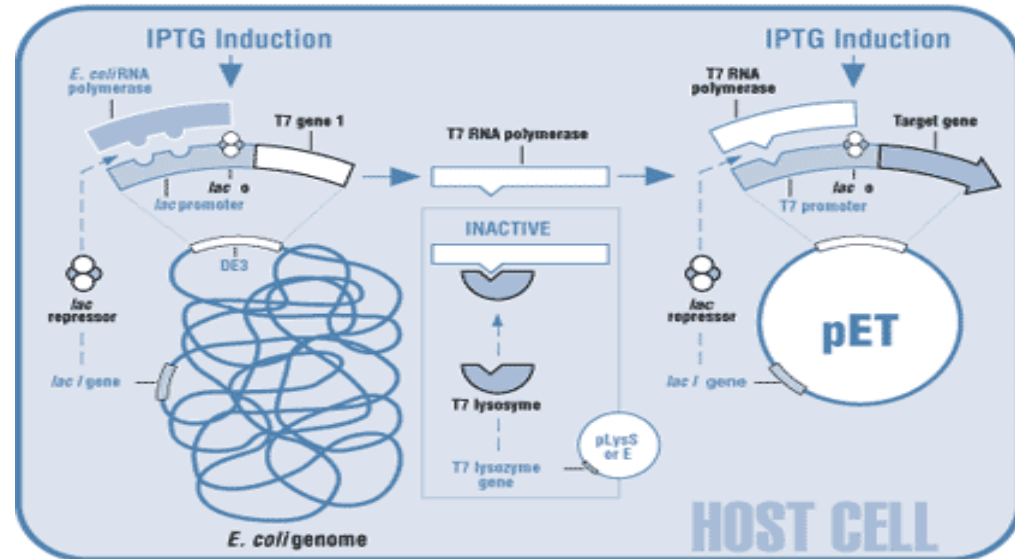 IPTG Induction
E. coli RNA
polymerase
T7 gene 1
lac o
lac promoter
DE3
lac
repressor
lac I gene
E. coli genome
T7 RNA polymerase
INACTIVE
T7 lysosyme
T7 lysozyme
gene
pLysS
or E
IPTG Induction
T7 RNA
polymerase
Target gene
lac o
T7 promoter
lac
repressor
lac I gene
pET
HOST CELL